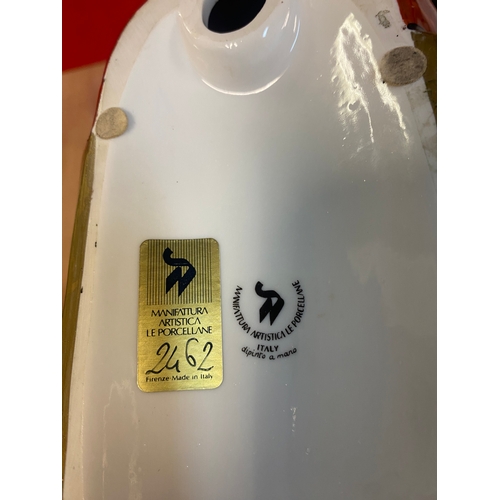 MANIFATTURA
ARTISTICA
LE PORCELLANE
2462
Firenze-Made in Italy
MANIFATTURA ARTISTICA LE PORCELLANE
ITALY
dipinto a mano